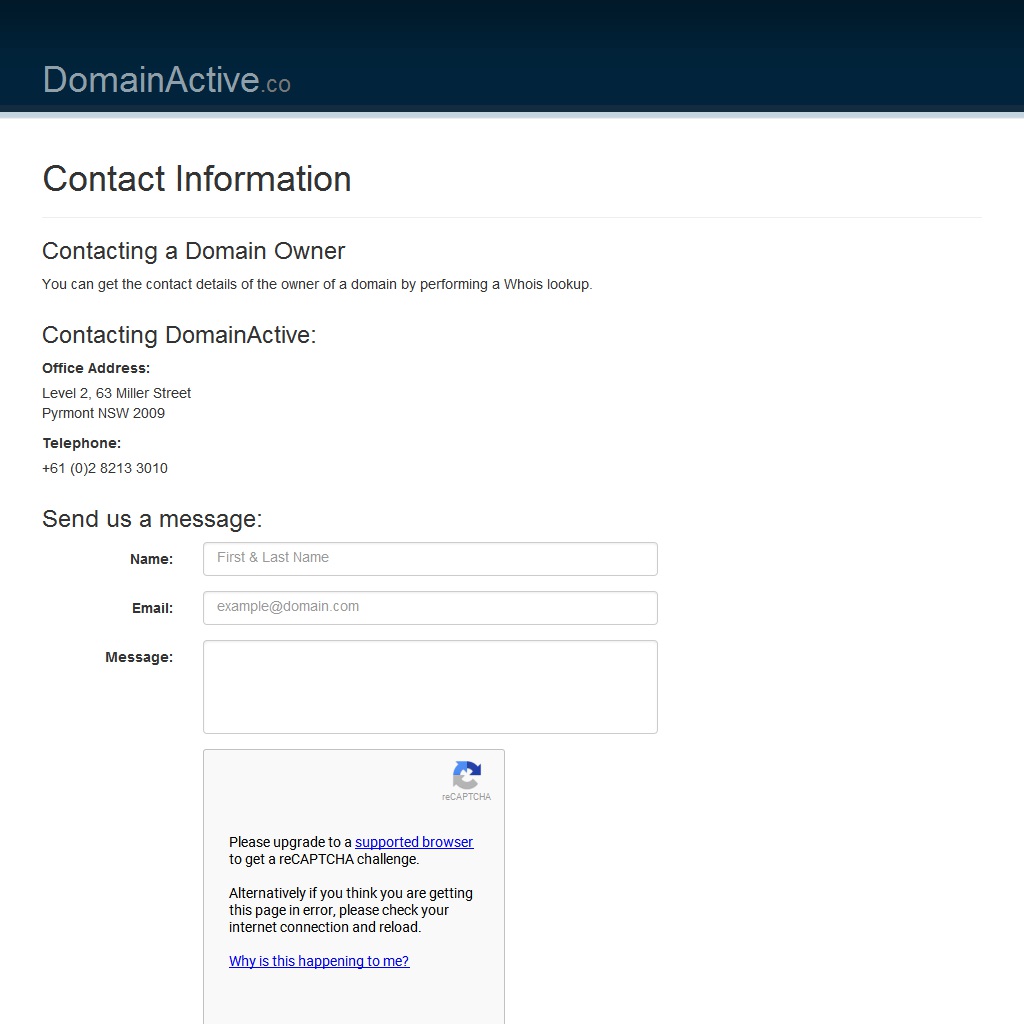 DomainActive.co
Contact Information
Contacting a Domain Owner
You can get the contact details of the owner of a domain by performing a Whois lookup.
Contacting DomainActive:
Office Address:
Level 2, 63 Miller Street
Pyrmont NSW 2009
Telephone:
+61 (0)2 8213 3010
Send us a message:
Name: First & Last Name
Email: example@domain.com
Message:
reCAPTCHA
Please upgrade to a supported browser
to get a reCAPTCHA challenge.
Alternatively if you think you are getting
this page in error, please check your
internet connection and reload.
Why is this happening to me?